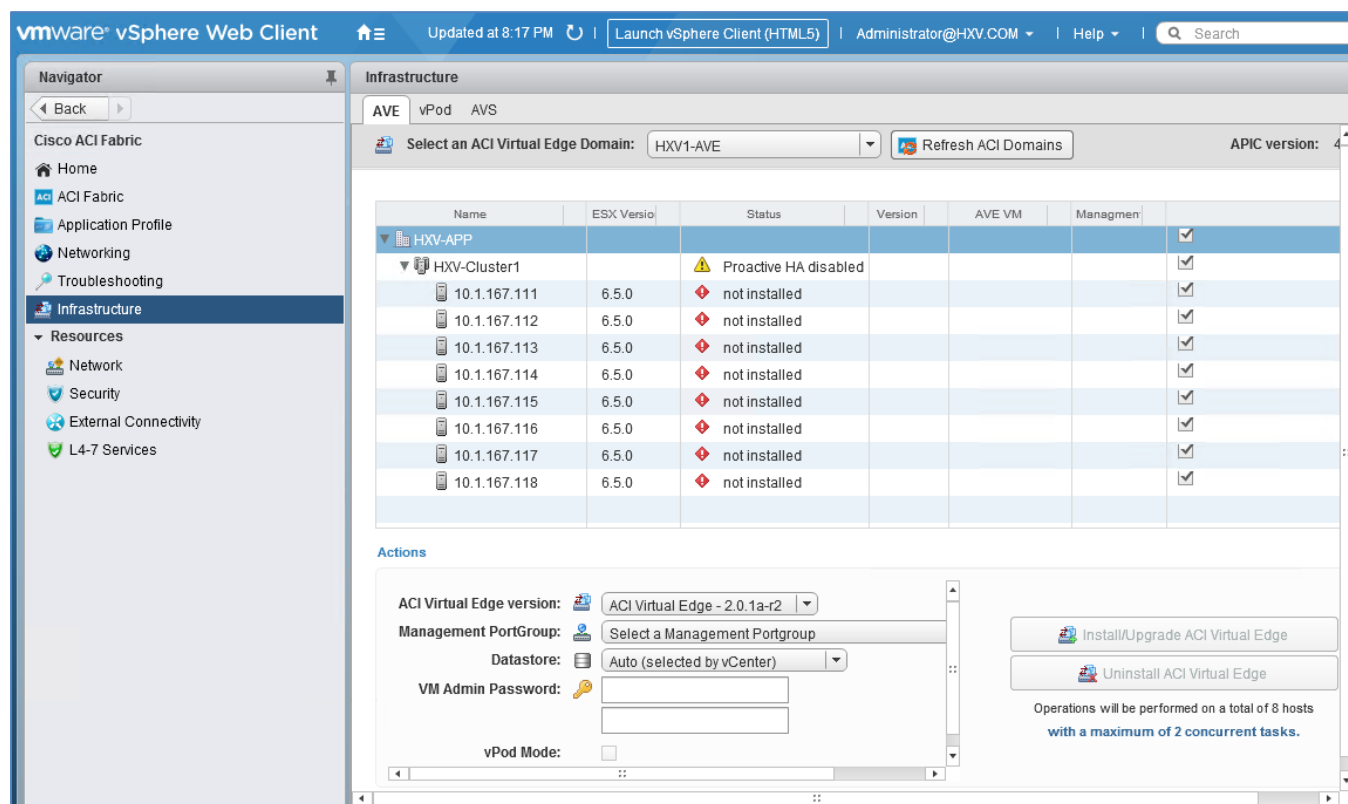 vmware® vSphere Web Client
Updated at 8:17 PM
Launch vSphere Client (HTML5)
Administrator@HXV.COM
Help
Search
Navigator
Back
Cisco ACI Fabric
Home
ACI ACI Fabric
Application Profile
Networking
Troubleshooting
Infrastructure
Resources
Network
Security
External Connectivity
L4-7 Services
Infrastructure
AVE vPod AVS
Select an ACI Virtual Edge Domain: HXV1-AVE Refresh ACI Domains APIC version: 4
Name ESX Versio Status Version AVE VM Managmen
HXV-APP
HXV-Cluster1 Proactive HA disabled
10.1.167.111 6.5.0 not installed
10.1.167.112 6.5.0 not installed
10.1.167.113 6.5.0 not installed
10.1.167.114 6.5.0 not installed
10.1.167.115 6.5.0 not installed
10.1.167.116 6.5.0 not installed
10.1.167.117 6.5.0 not installed
10.1.167.118 6.5.0 not installed
Actions
ACI Virtual Edge version: ACI Virtual Edge - 2.0.1a-r2
Management PortGroup: Select a Management Portgroup
Datastore: Auto (selected by vCenter)
VM Admin Password:
vPod Mode:
Install/Upgrade ACI Virtual Edge
Uninstall ACI Virtual Edge
Operations will be performed on a total of 8 hosts
with a maximum of 2 concurrent tasks.